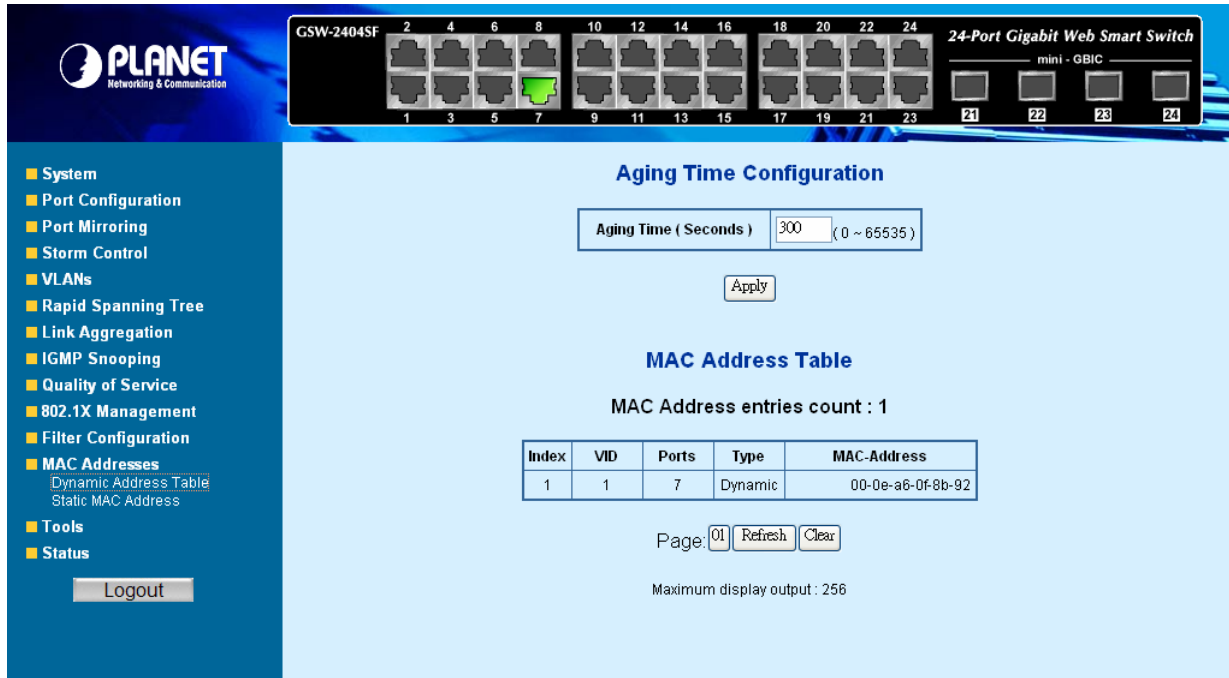 PLANET
Networking & Communication
GSW-2404SF
2 4 6 8 10 12 14 16 18 20 22 24
1 3 5 7 9 11 13 15 17 19 21 23
24-Port Gigabit Web Smart Switch
mini - GBIC
21 22 23 24
System
Port Configuration
Port Mirroring
Storm Control
VLANs
Rapid Spanning Tree
Link Aggregation
IGMP Snooping
Quality of Service
802.1X Management
Filter Configuration
MAC Addresses
Dynamic Address Table
Static MAC Address
Tools
Status
Logout
Aging Time Configuration
Aging Time ( Seconds ) 300 ( 0 ~ 65535 )
Apply
MAC Address Table
MAC Address entries count : 1
Index VID Ports Type MAC-Address
1 1 7 Dynamic 00-0e-a6-0f-8b-92
Page: 01 Refresh Clear
Maximum display output : 256